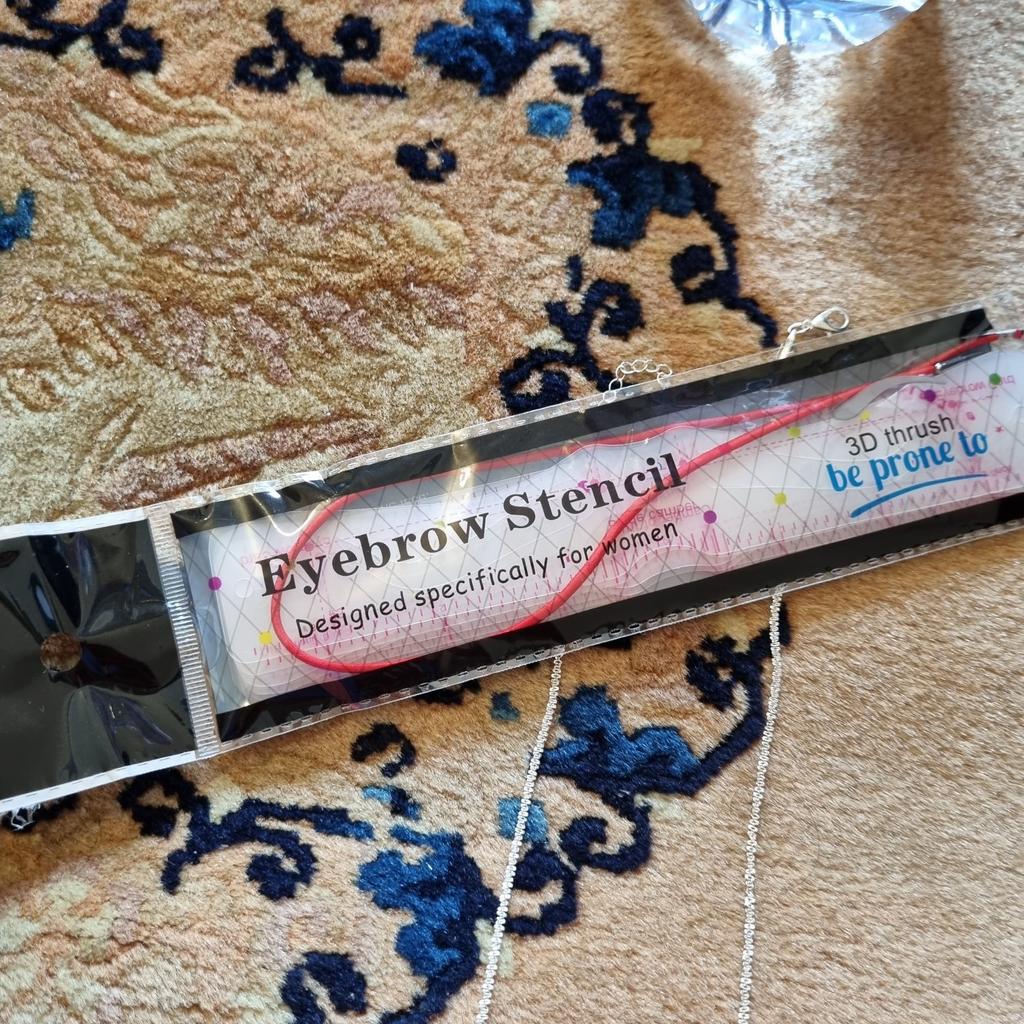 Eyebrow Stencil
Designed specifically for women
3D thrush
be prone to